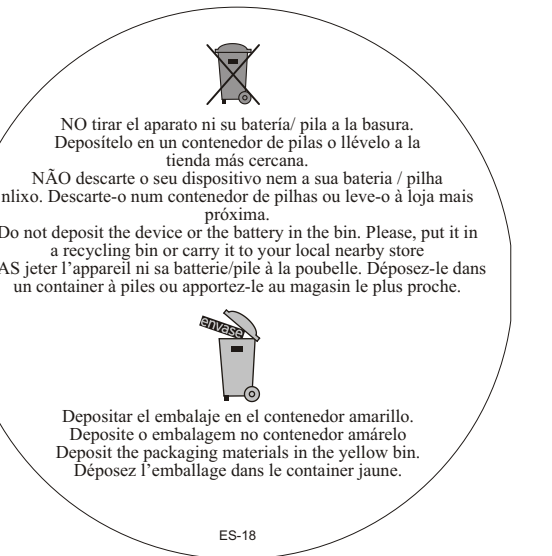 NO tirar el aparato ni su batería/ pila a la basura.
Deposítelo en un contenedor de pilas o llévelo a la
tienda más cercana.
NÃO descarte o seu dispositivo nem a sua bateria / pilha
nlixo. Descarte-o num contenedor de pilhas ou leve-o à loja mais
próxima.
Do not deposit the device or the battery in the bin. Please, put it in
a recycling bin or carry it to your local nearby store
AS jeter l'appareil ni sa batterie/pile à la poubelle. Déposez-le dans
un container à piles ou apportez-le au magasin le plus proche.
envase
Depositar el embalaje en el contenedor amarillo.
Deposite o embalagem no contenedor amárelo
Deposit the packaging materials in the yellow bin.
Déposez l'emballage dans le container jaune.
ES-18